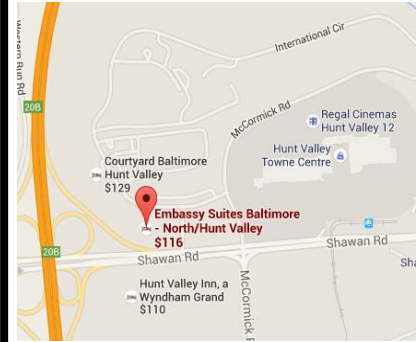 Western Run Rd
International Cir
20B
McCormick Rd
Regal Cinemas
Hunt Valley 12
Hunt Valley
Towne Centre
Courtyard Baltimore
Hunt Valley
$129
Embassy Suites Baltimore
- North/Hunt Valley
$116
20B
Shawan Rd
Shawan Rd
Sha
Hunt Valley Inn, a
Wyndham Grand
$110
McCormick R